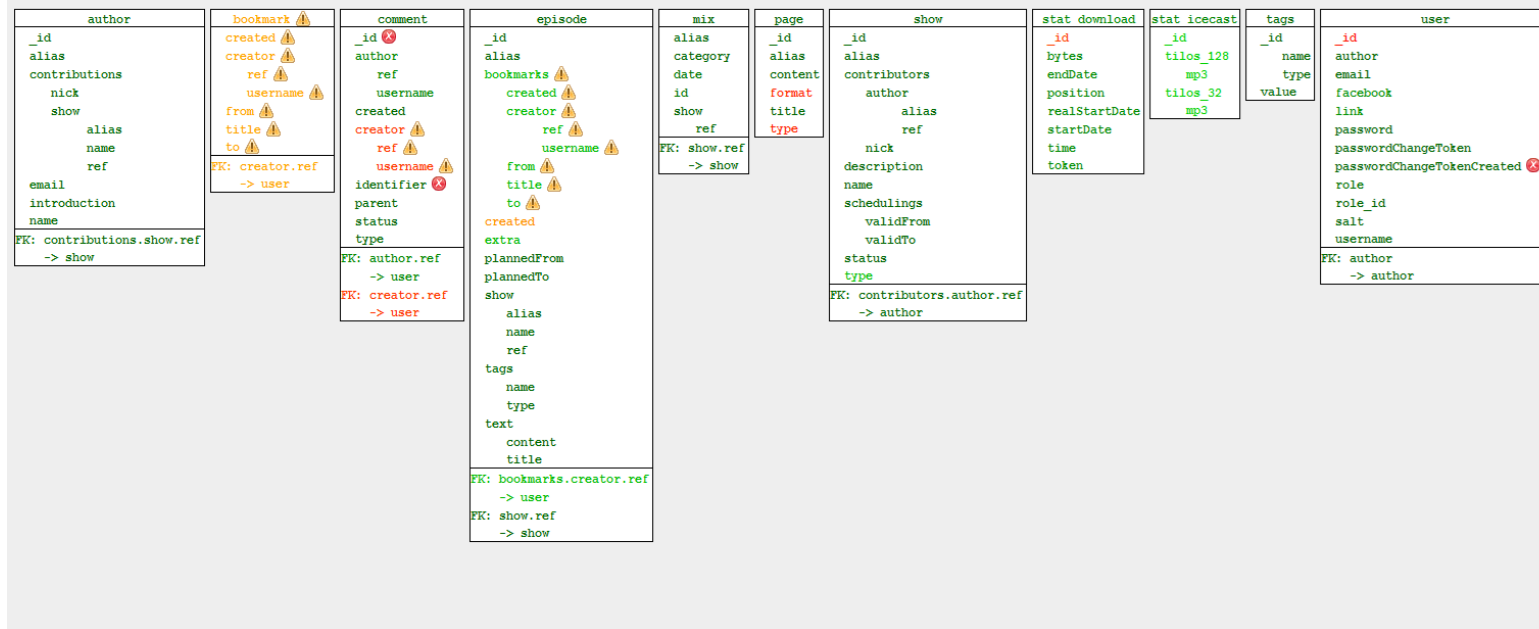 author
_id
alias
contributions
nick
show
alias
name
ref
email
introduction
name
FK: contributions.show.ref
-> show
bookmark
created
creator
ref
username
from
title
to
FK: creator.ref
-> user
comment
_id
author
ref
username
created
creator
ref
username
identifier
parent
status
type
FK: author.ref
-> user
FK: creator.ref
-> user
episode
_id
alias
bookmarks
created
creator
ref
username
from
title
to
created
extra
plannedFrom
plannedTo
show
alias
name
ref
tags
name
type
text
content
title
FK: bookmarks.creator.ref
-> user
FK: show.ref
-> show
mix
alias
category
date
id
show
ref
FK: show.ref
-> show
page
_id
alias
content
format
title
type
show
_id
alias
contributors
author
alias
ref
nick
description
name
schedulings
validFrom
validTo
status
type
FK: contributors.author.ref
-> author
stat download
_id
bytes
endDate
position
realStartDate
startDate
time
token
stat icecast
_id
tilos_128
mp3
tilos_32
mp3
tags
_id
name
type
value
user
_id
author
email
facebook
link
password
passwordChangeToken
passwordChangeTokenCreated
role
role_id
salt
username
FK: author
-> author